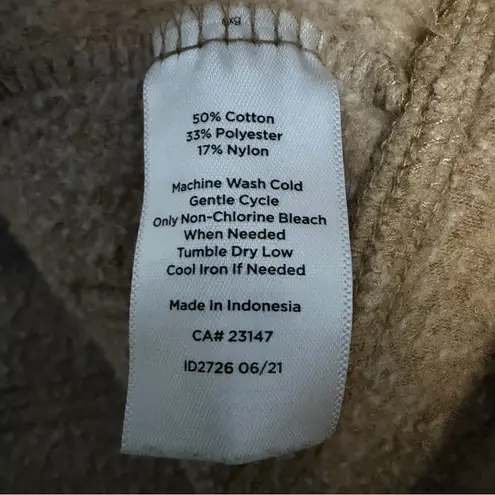 50% Cotton
33% Polyester
17% Nylon
Machine Wash Cold
Gentle Cycle
Only Non-Chlorine Bleach
When Needed
Tumble Dry Low
Cool Iron If Needed
Made in Indonesia
CA# 23147
ID2726 06/21